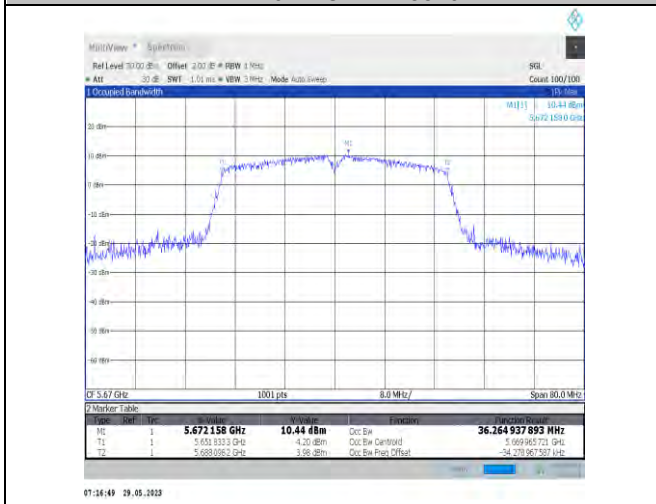 MultiView Spectrum
Ref Level 30.00 dBm Offset 2.00 dB RBW 1 MHz SGL
Att 30 dB SWT 1.01 ms VBW 3 MHz Mode Auto Sweep Count 100/100
1 Occupied Bandwidth
M1[1] 10.44 dBm
5.672 158 0 GHz
20 dBm
M1
10 dBm
T1 T2
0 dBm
-10 dBm
-20 dBm
-30 dBm
-40 dBm
-50 dBm
-60 dBm
CF 5.67 GHz 1001 pts 8.0 MHz/ Span 80.0 MHz
2 Marker Table
Type Ref Trc X-Value Y-Value Function Function Result
M1 1 5.672 158 GHz 10.44 dBm Occ Bw 36.264 937 893 MHz
T1 1 5.651 833 3 GHz 4.20 dBm Occ Bw Centroid 5.669 965 721 GHz
T2 1 5.688 098 2 GHz 3.98 dBm Occ Bw Freq Offset -34.278 967 587 kHz
07:26:49 29.05.2023